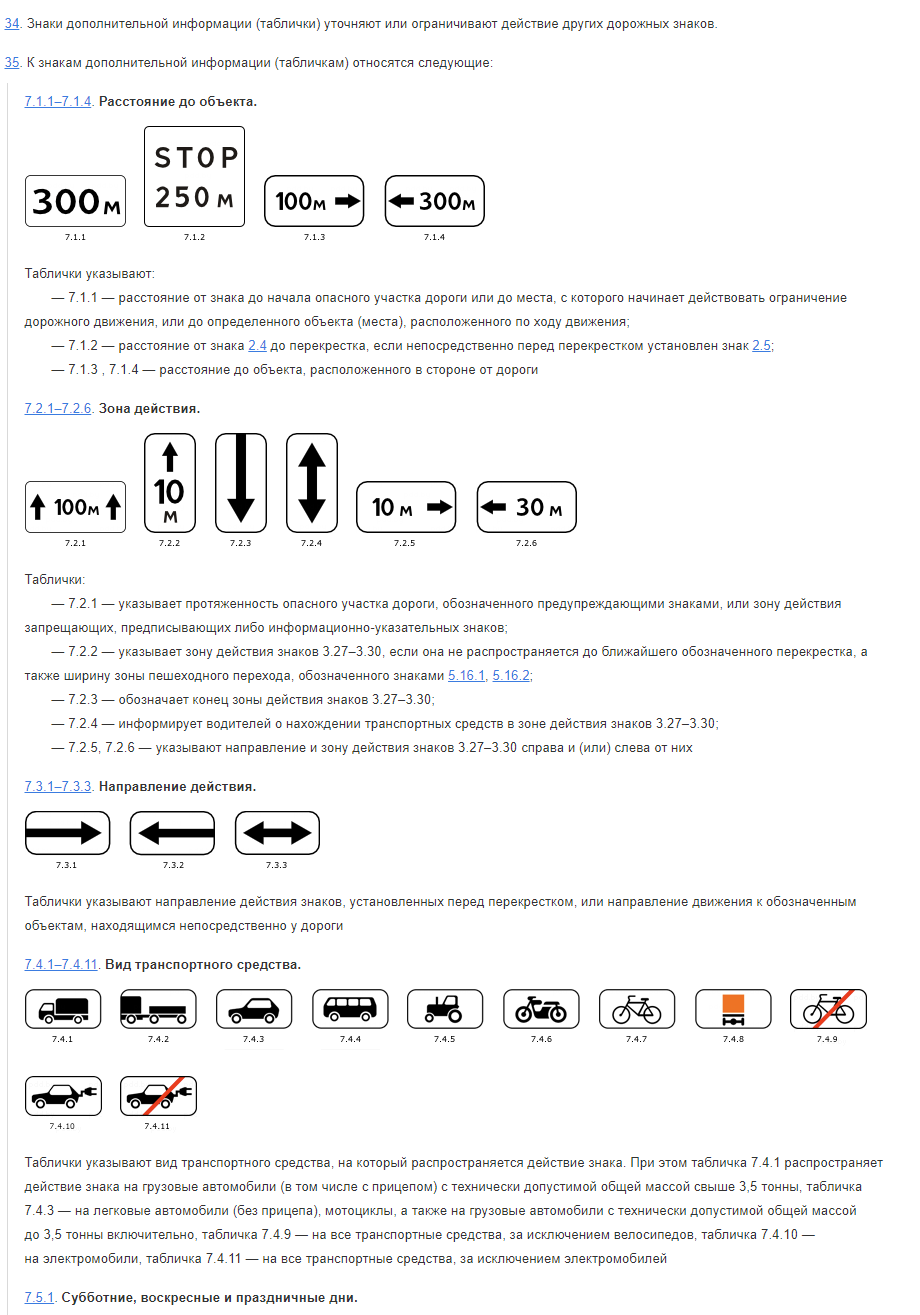 34. Знаки дополнительной информации (таблички) уточняют или ограничивают действие других дорожных знаков.
35. К знакам дополнительной информации (табличкам) относятся следующие:
7.1.1–7.1.4. Расстояние до объекта.
STOP
300м 250 м 100м 300м
7.1.1 7.1.2 7.1.3 7.1.4
Таблички указывают:
— 7.1.1 — расстояние от знака до начала опасного участка дороги или до места, с которого начинает действовать ограничение
дорожного движения, или до определенного объекта (места), расположенного по ходу движения;
— 7.1.2 — расстояние от знака 2.4 до перекрестка, если непосредственно перед перекрестком установлен знак 2.5;
— 7.1.3 , 7.1.4 — расстояние до объекта, расположенного в стороне от дороги
7.2.1–7.2.6. Зона действия.
100м 10 м 10 м 30 м
7.2.1 7.2.2 7.2.3 7.2.4 7.2.5 7.2.6
Таблички:
— 7.2.1 — указывает протяженность опасного участка дороги, обозначенного предупреждающими знаками, или зону действия
запрещающих, предписывающих либо информационно-указательных знаков;
— 7.2.2 — указывает зону действия знаков 3.27–3.30, если она не распространяется до ближайшего обозначенного перекрестка, а
также ширину зоны пешеходного перехода, обозначенного знаками 5.16.1, 5.16.2;
— 7.2.3 — обозначает конец зоны действия знаков 3.27–3.30;
— 7.2.4 — информирует водителей о нахождении транспортных средств в зоне действия знаков 3.27–3.30;
— 7.2.5, 7.2.6 — указывают направление и зону действия знаков 3.27–3.30 справа и (или) слева от них
7.3.1–7.3.3. Направление действия.
7.3.1 7.3.2 7.3.3
Таблички указывают направление действия знаков, установленных перед перекрестком, или направление движения к обозначенным
объектам, находящимся непосредственно у дороги
7.4.1–7.4.11. Вид транспортного средства.
7.4.1 7.4.2 7.4.3 7.4.4 7.4.5 7.4.6 7.4.7 7.4.8 7.4.9
7.4.10 7.4.11
Таблички указывают вид транспортного средства, на который распространяется действие знака. При этом табличка 7.4.1 распространяет
действие знака на грузовые автомобили (в том числе с прицепом) с технически допустимой общей массой свыше 3,5 тонны, табличка
7.4.3 — на легковые автомобили (без прицепа), мотоциклы, а также на грузовые автомобили с технически допустимой общей массой
до 3,5 тонны включительно, табличка 7.4.9 — на все транспортные средства, за исключением велосипедов, табличка 7.4.10 —
на электромобили, табличка 7.4.11 — на все транспортные средства, за исключением электромобилей
7.5.1. Субботние, воскресные и праздничные дни.